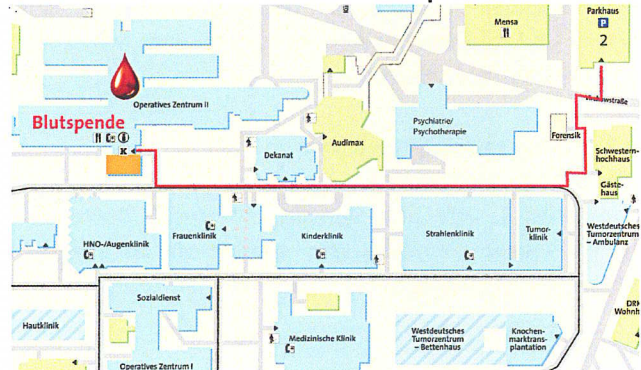 Parkhaus
P
2
Mensa
Virchowstraße
Operatives Zentrum II
Blutspende
Audimax
Psychiatrie/
Psychotherapie
Forensik
Dekanat
Schwestern-
hochhaus
Gäste-
haus
HNO-/Augenklinik
Frauenklinik
Kinderklinik
Strahlenklinik
Tumor-
klinik
Westdeutsches
Tumorzentrum
– Ambulanz
Sozialdienst
Hautklinik
Medizinische Klinik
Westdeutsches
Tumorzentrum
– Bettenhaus
Knochen-
marktrans-
plantation
DRK
Wohnh
Operatives Zentrum I